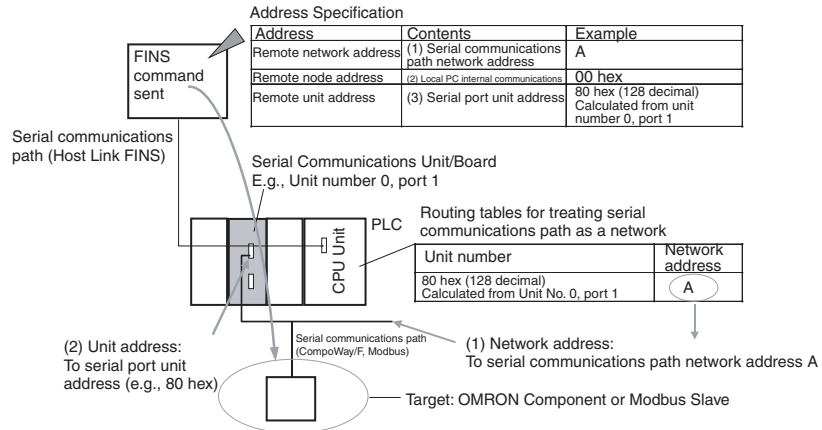 Address Specification
Address Contents Example
Remote network address (1) Serial communications path network address A
Remote node address (2) Local PC internal communications 00 hex
Remote unit address (3) Serial port unit address 80 hex (128 decimal)
Calculated from unit number 0, port 1
FINS
command
sent
Serial communications
path (Host Link FINS)
Serial Communications Unit/Board
E.g., Unit number 0, port 1
PLC
CPU Unit
Routing tables for treating serial
communications path as a network
Unit number Network address
80 hex (128 decimal)
Calculated from Unit No. 0, port 1 A
(2) Unit address:
To serial port unit
address (e.g., 80 hex)
Serial communications path
(CompoWay/F, Modbus)
(1) Network address:
To serial communications path network address A
Target: OMRON Component or Modbus Slave